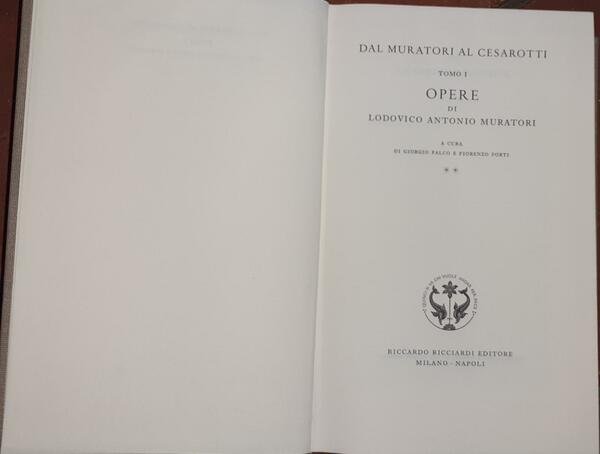 DAL MURATORI AL CESAROTTI
TOMO I
OPERE
DI
LODOVICO ANTONIO MURATORI
A CURA
DI GIORGIO FALCO E FIORENZO FORTI
* *
RICCARDO RICCIARDI EDITORE
MILANO - NAPOLI